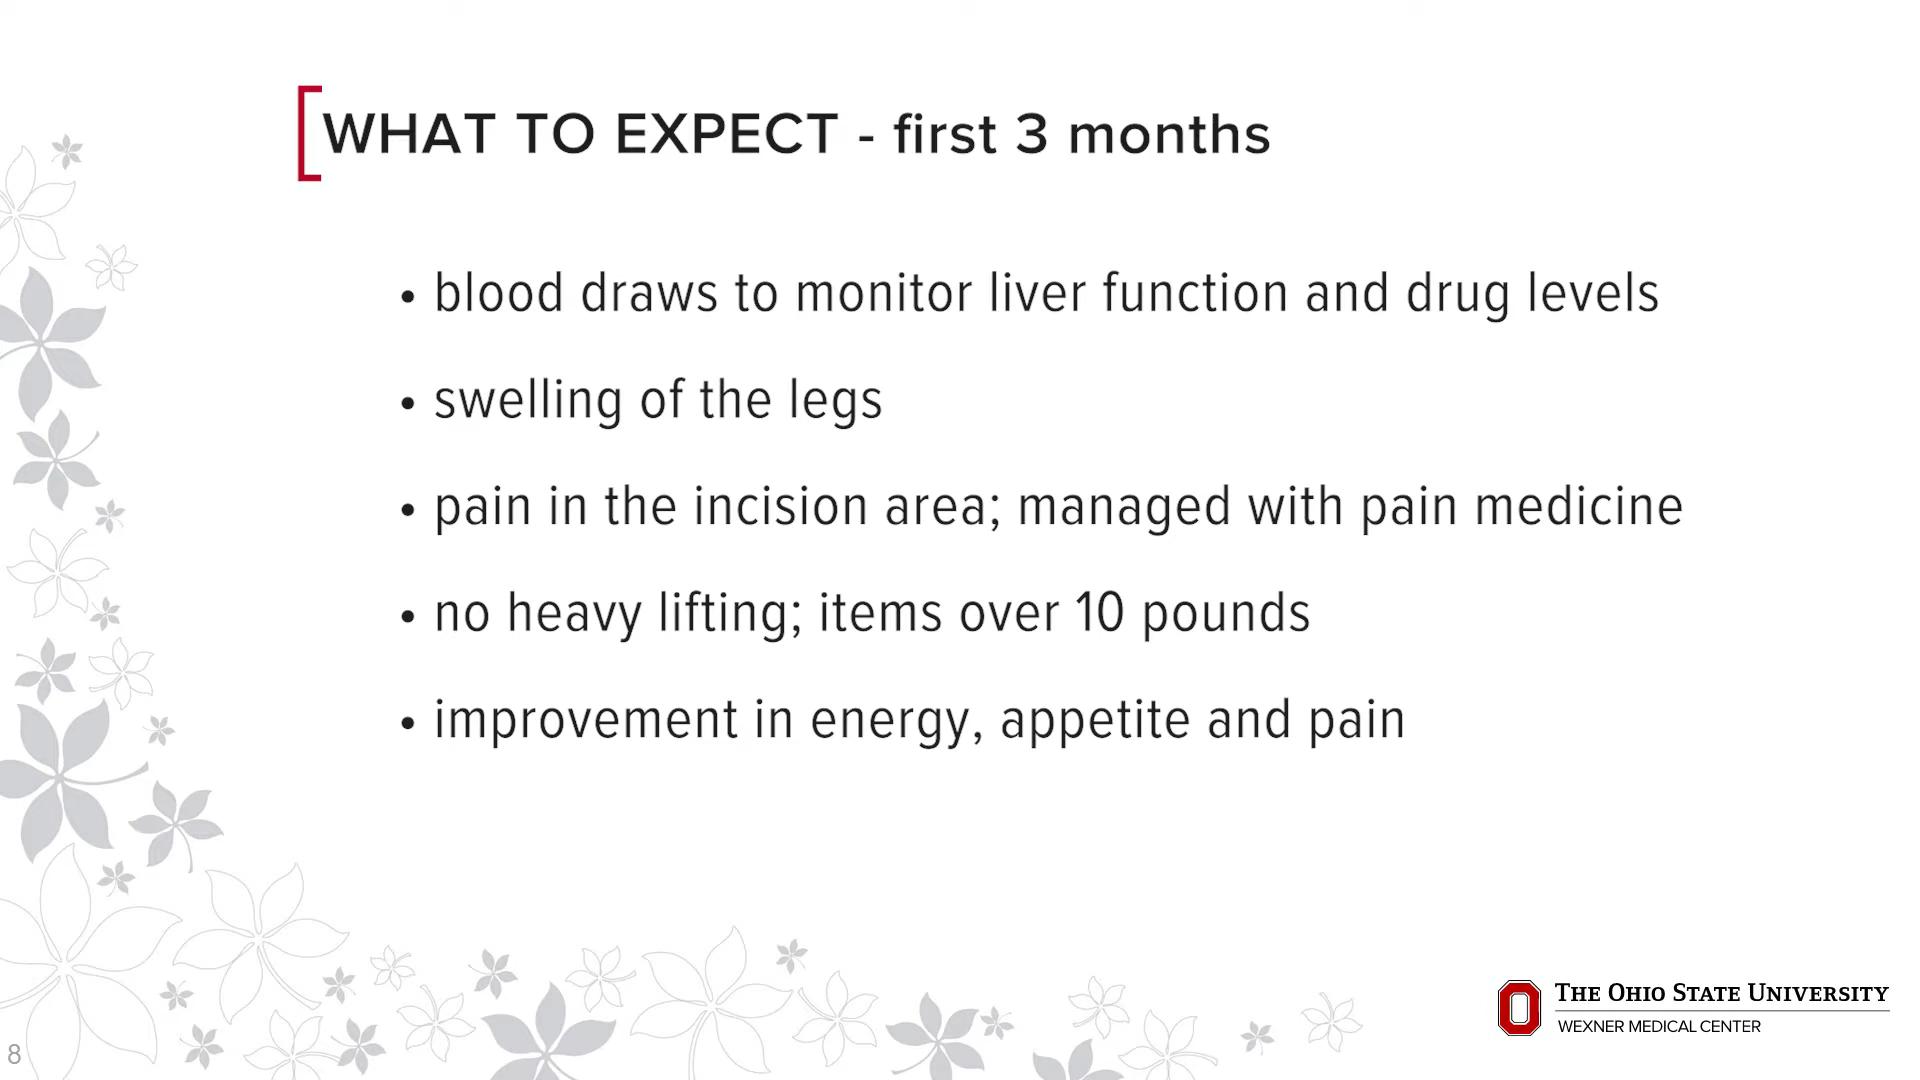 WHAT TO EXPECT - first 3 months
• blood draws to monitor liver function and drug levels
• swelling of the legs
• pain in the incision area; managed with pain medicine
• no heavy lifting; items over 10 pounds
• improvement in energy, appetite and pain
THE OHIO STATE UNIVERSITY
WEXNER MEDICAL CENTER
8